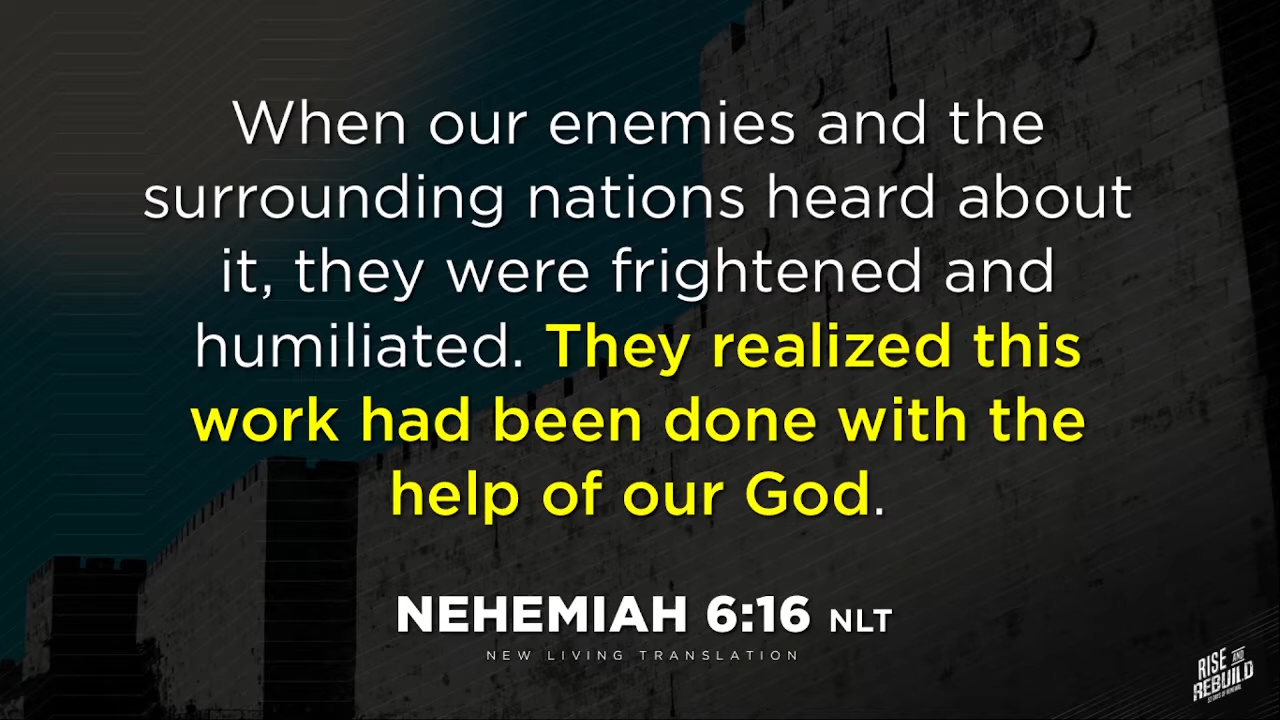 When our enemies and the
surrounding nations heard about
it, they were frightened and
humiliated. They realized this
work had been done with the
help of our God.
NEHEMIAH 6:16 NLT
NEW LIVING TRANSLATION
RISE AND
REBUILD